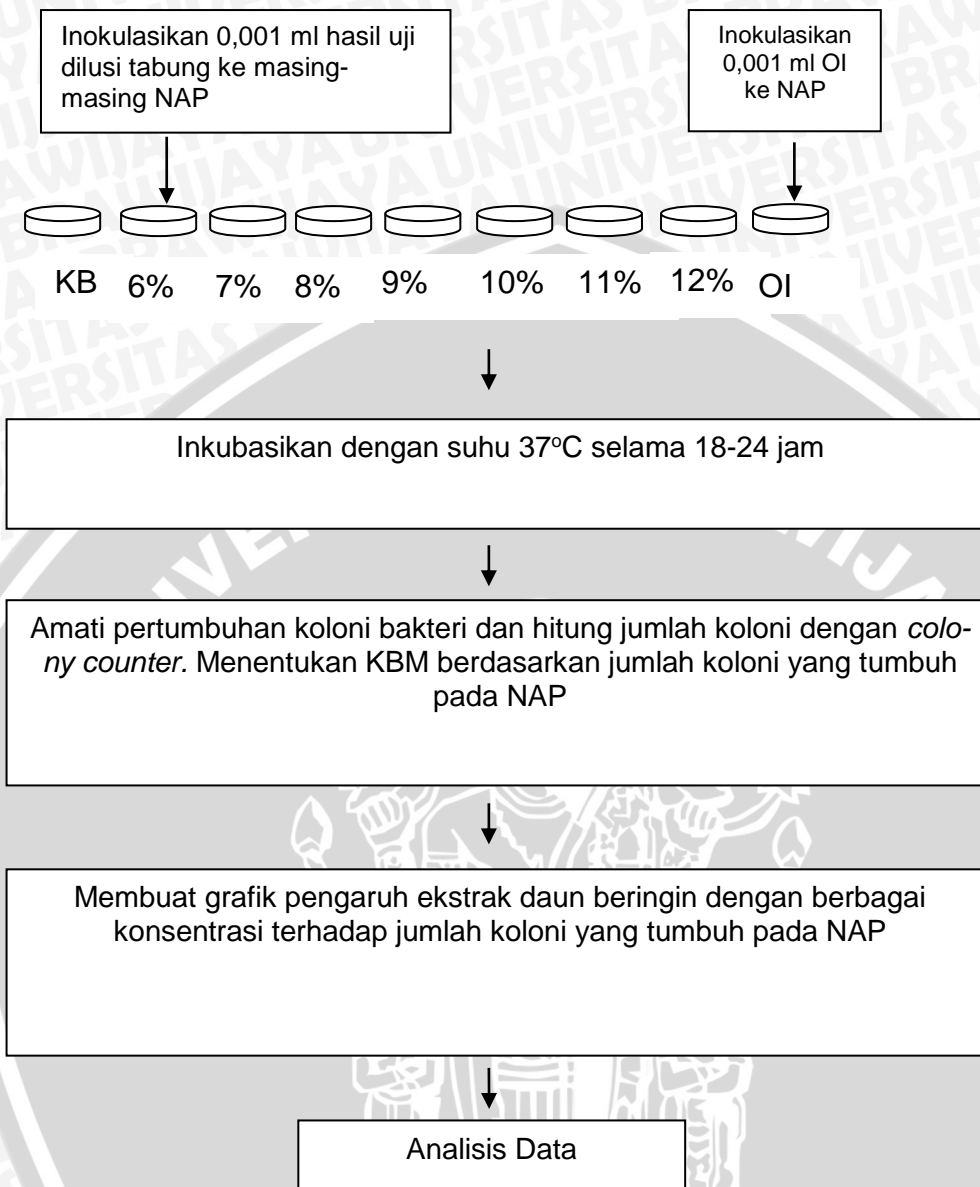 Inokulasikan 0,001 ml hasil uji
dilusi tabung ke masing-
masing NAP
Inokulasikan
0,001 ml OI
ke NAP
KB 6% 7% 8% 9% 10% 11% 12% OI
Inkubasikan dengan suhu 37ᵒC selama 18-24 jam
Amati pertumbuhan koloni bakteri dan hitung jumlah koloni dengan colo-
ny counter. Menentukan KBM berdasarkan jumlah koloni yang tumbuh
pada NAP
Membuat grafik pengaruh ekstrak daun beringin dengan berbagai
konsentrasi terhadap jumlah koloni yang tumbuh pada NAP
Analisis Data